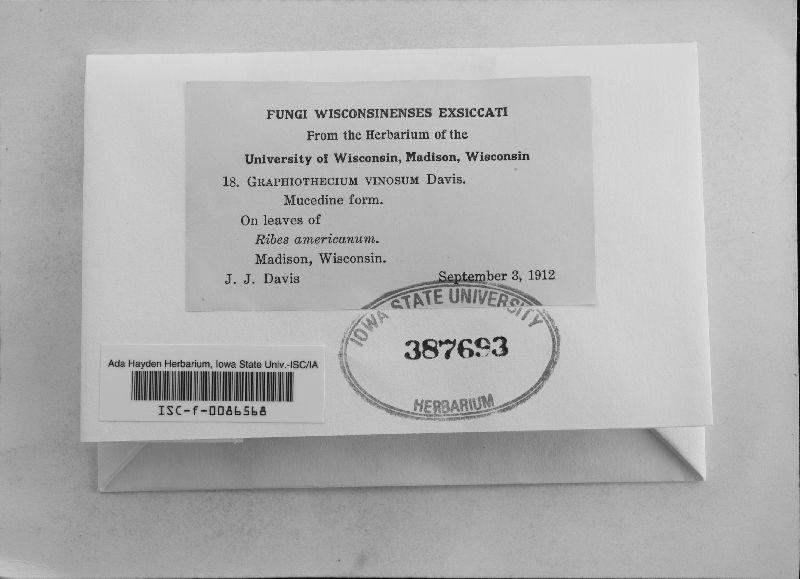 FUNGI WISCONSINENSES EXSICCATI
From the Herbarium of the
University of Wisconsin, Madison, Wisconsin
18. GRAPHIOTHECIUM VINOSUM Davis.
Mucedine form.
On leaves of
Ribes americanum.
Madison, Wisconsin.
J. J. Davis September 3, 1912
IOWA STATE UNIVERSITY
387693
HERBARIUM
Ada Hayden Herbarium, Iowa State Univ.-ISC/IA
ISC-f-0086568